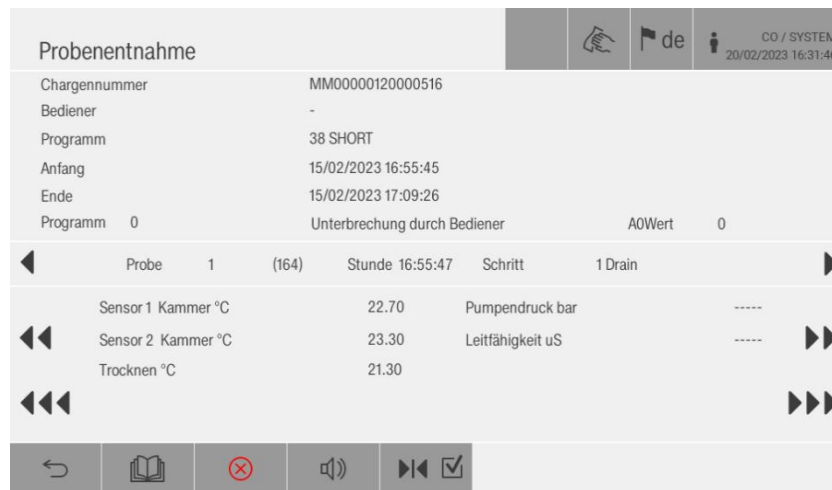 Probenentnahme
de
CO / SYSTEM
20/02/2023 16:31:46
Chargennummer MM00000120000516
Bediener -
Programm 38 SHORT
Anfang 15/02/2023 16:55:45
Ende 15/02/2023 17:09:26
Programm 0 Unterbrechung durch Bediener A0Wert 0
Probe 1 (164) Stunde 16:55:47 Schritt 1 Drain
Sensor 1 Kammer °C 22.70 Pumpendruck bar -----
Sensor 2 Kammer °C 23.30 Leitfähigkeit uS -----
Trocknen °C 21.30